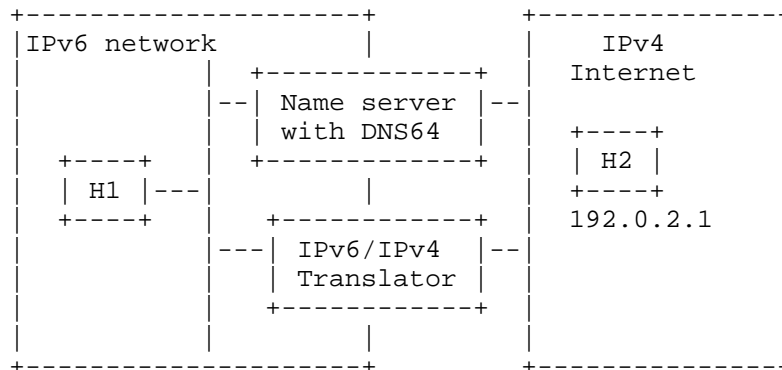 IPv6 network
IPv4
Internet
Name server
with DNS64
H1
H2
192.0.2.1
IPv6/IPv4
Translator